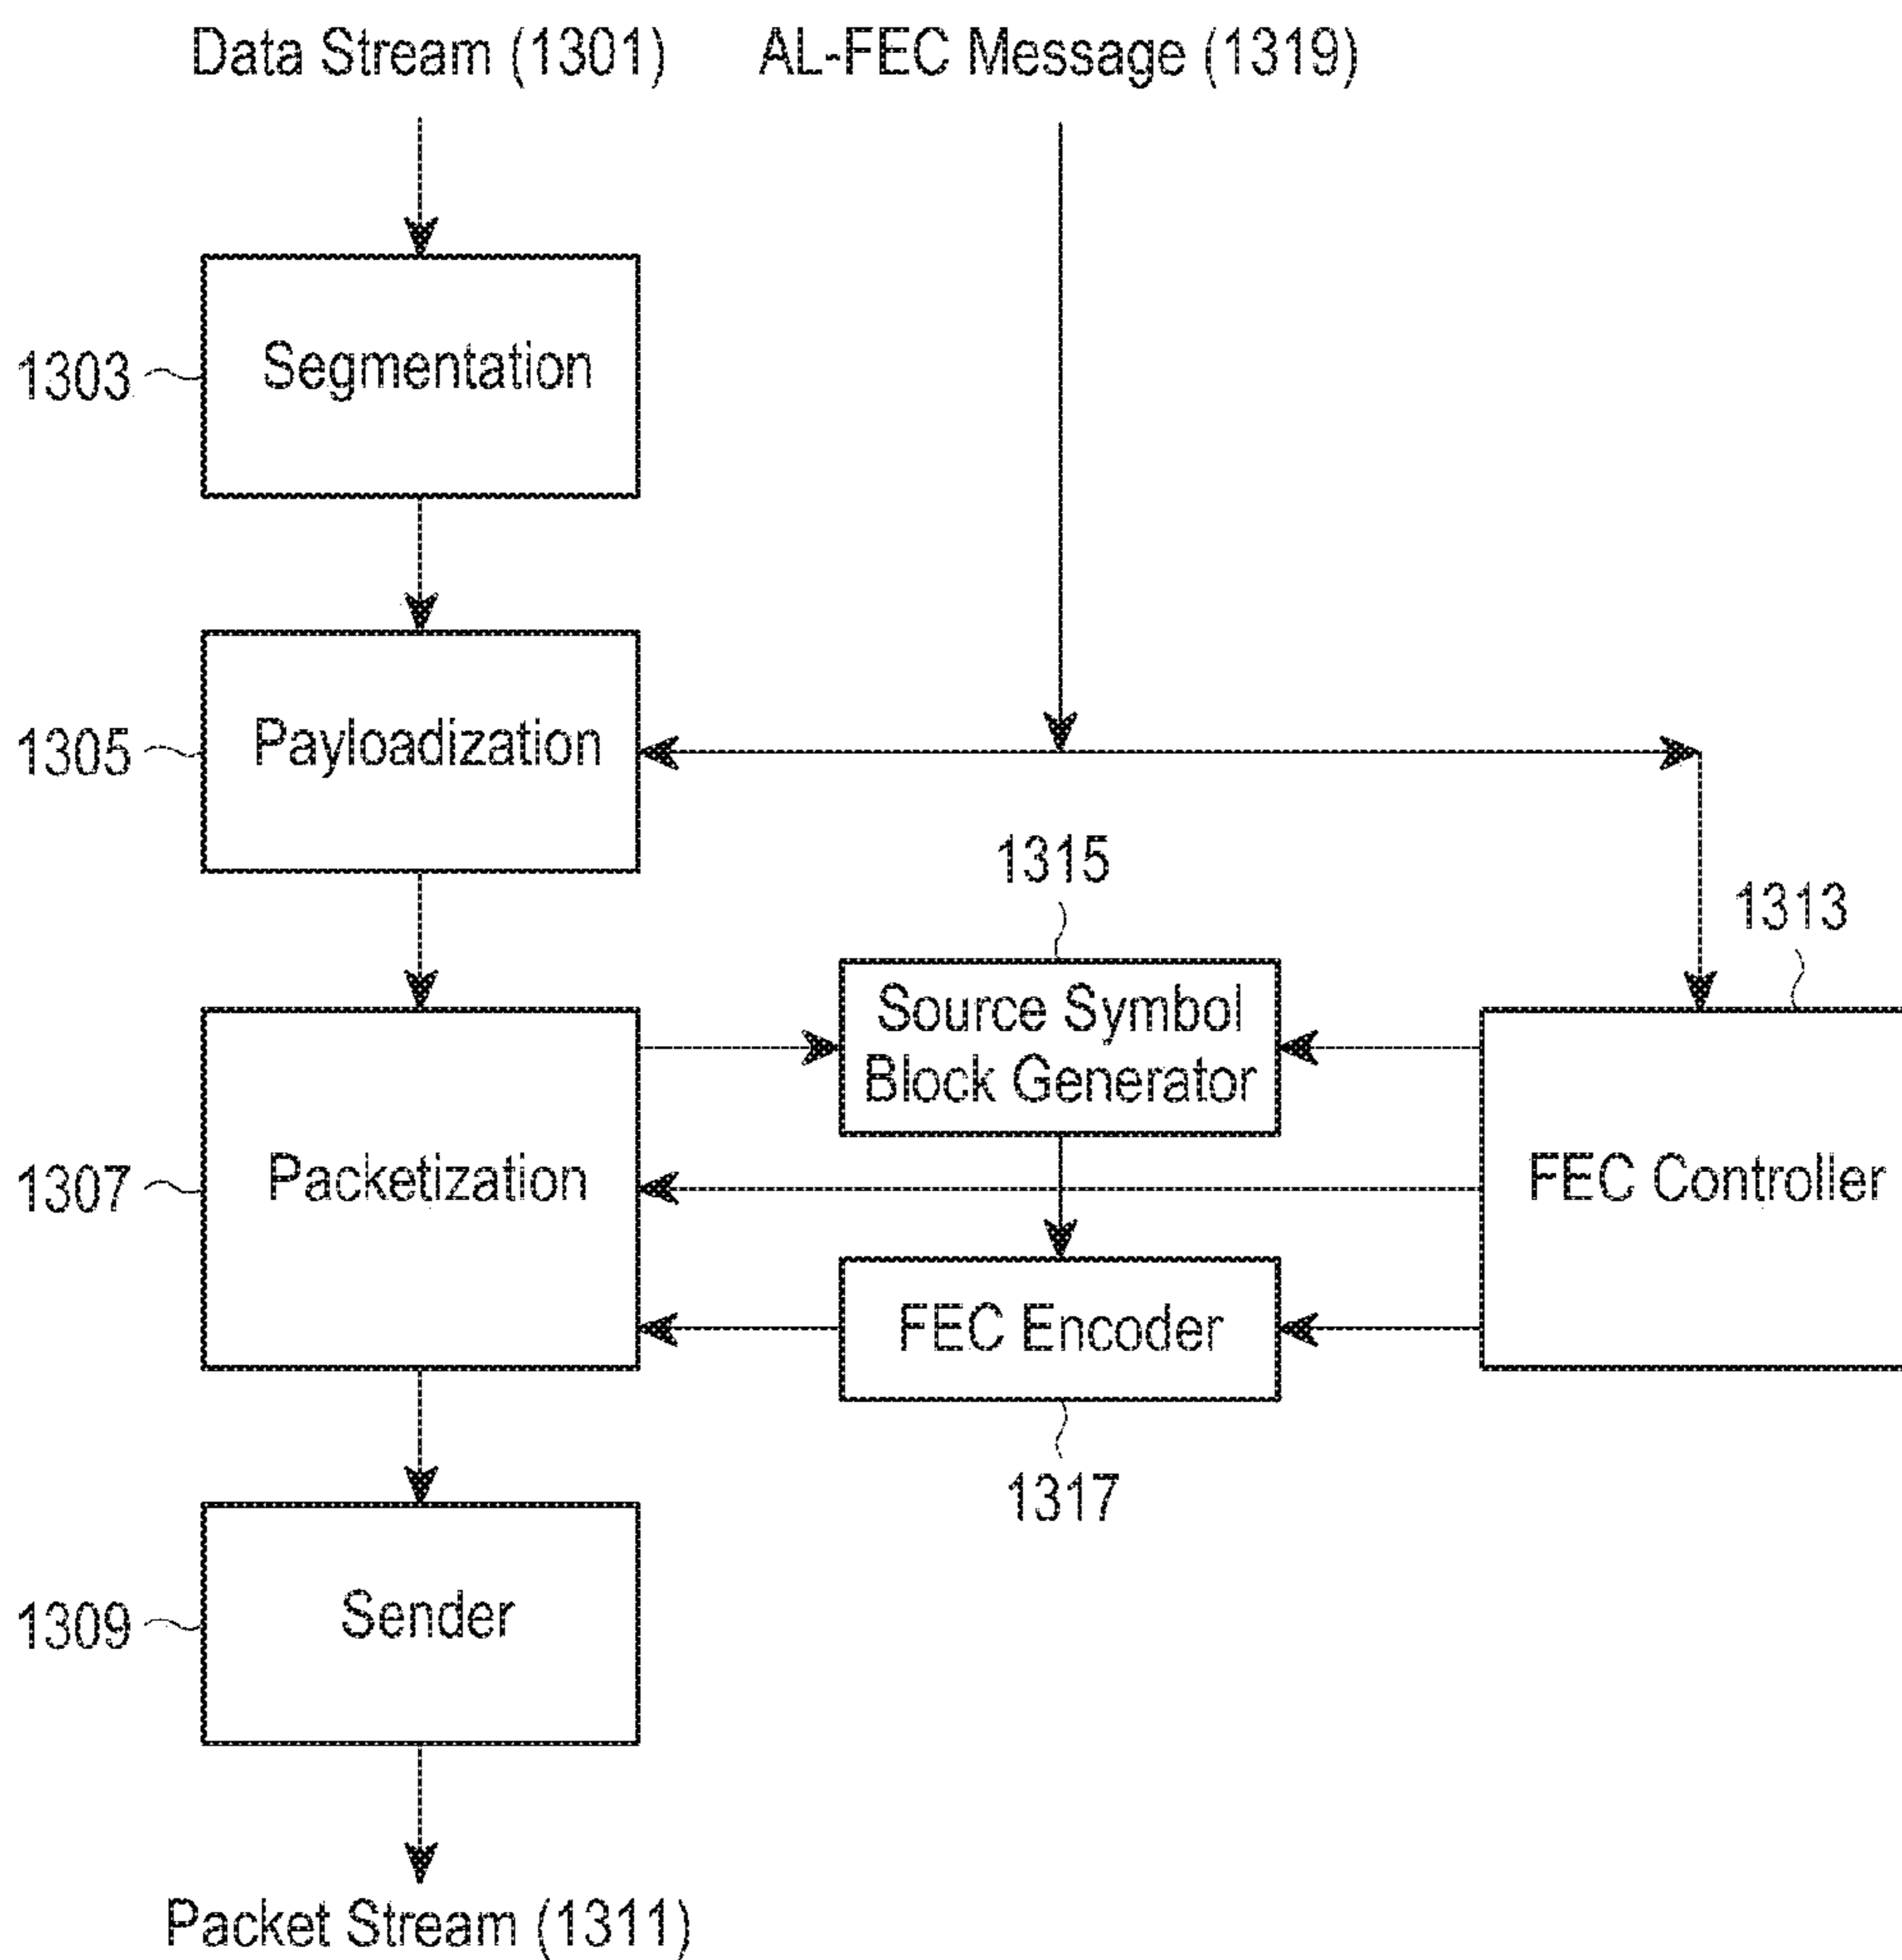 Data Stream (1301)
AL-FEC Message (1319)
1303
Segmentation
1305
Payloadization
1315
1313
Source Symbol
Block Generator
1307
Packetization
FEC Controller
FEC Encoder
1317
1309
Sender
Packet Stream (1311)